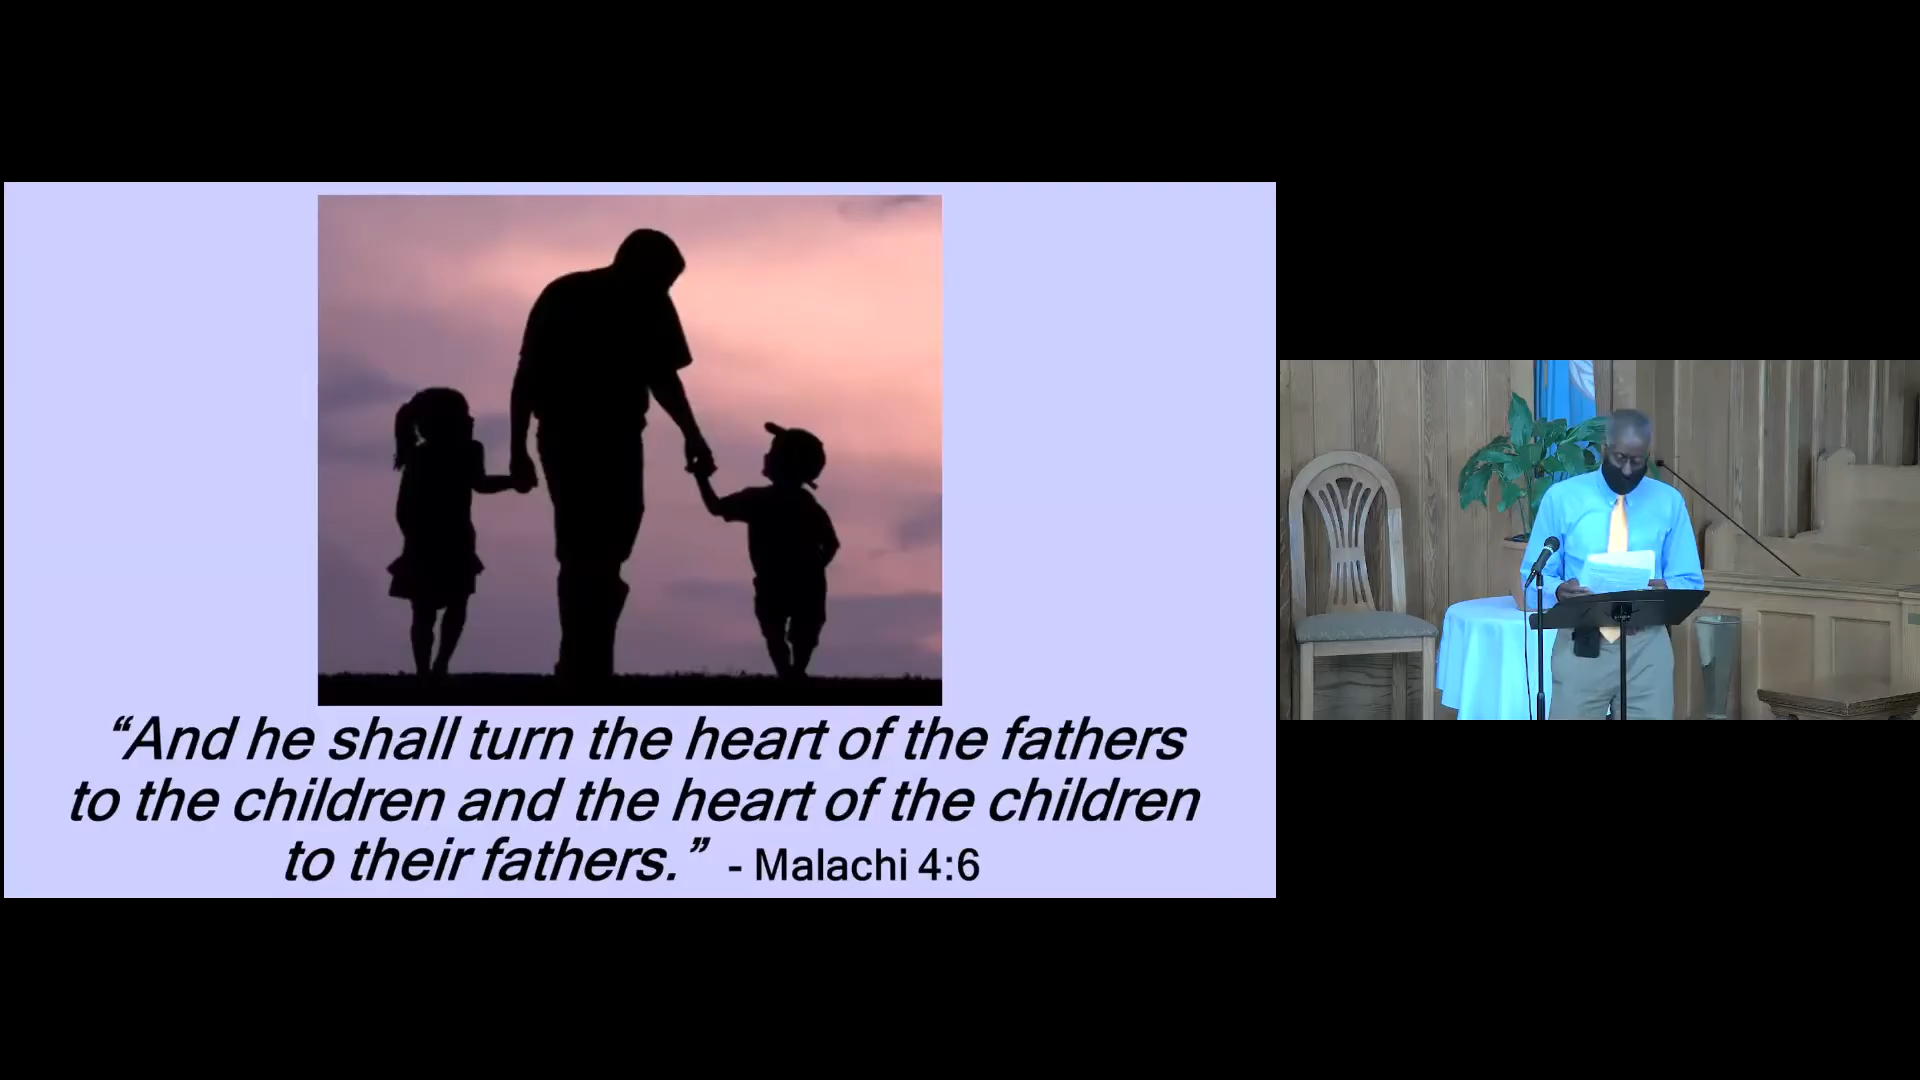 “And he shall turn the heart of the fathers
to the children and the heart of the children
to their fathers.” - Malachi 4:6